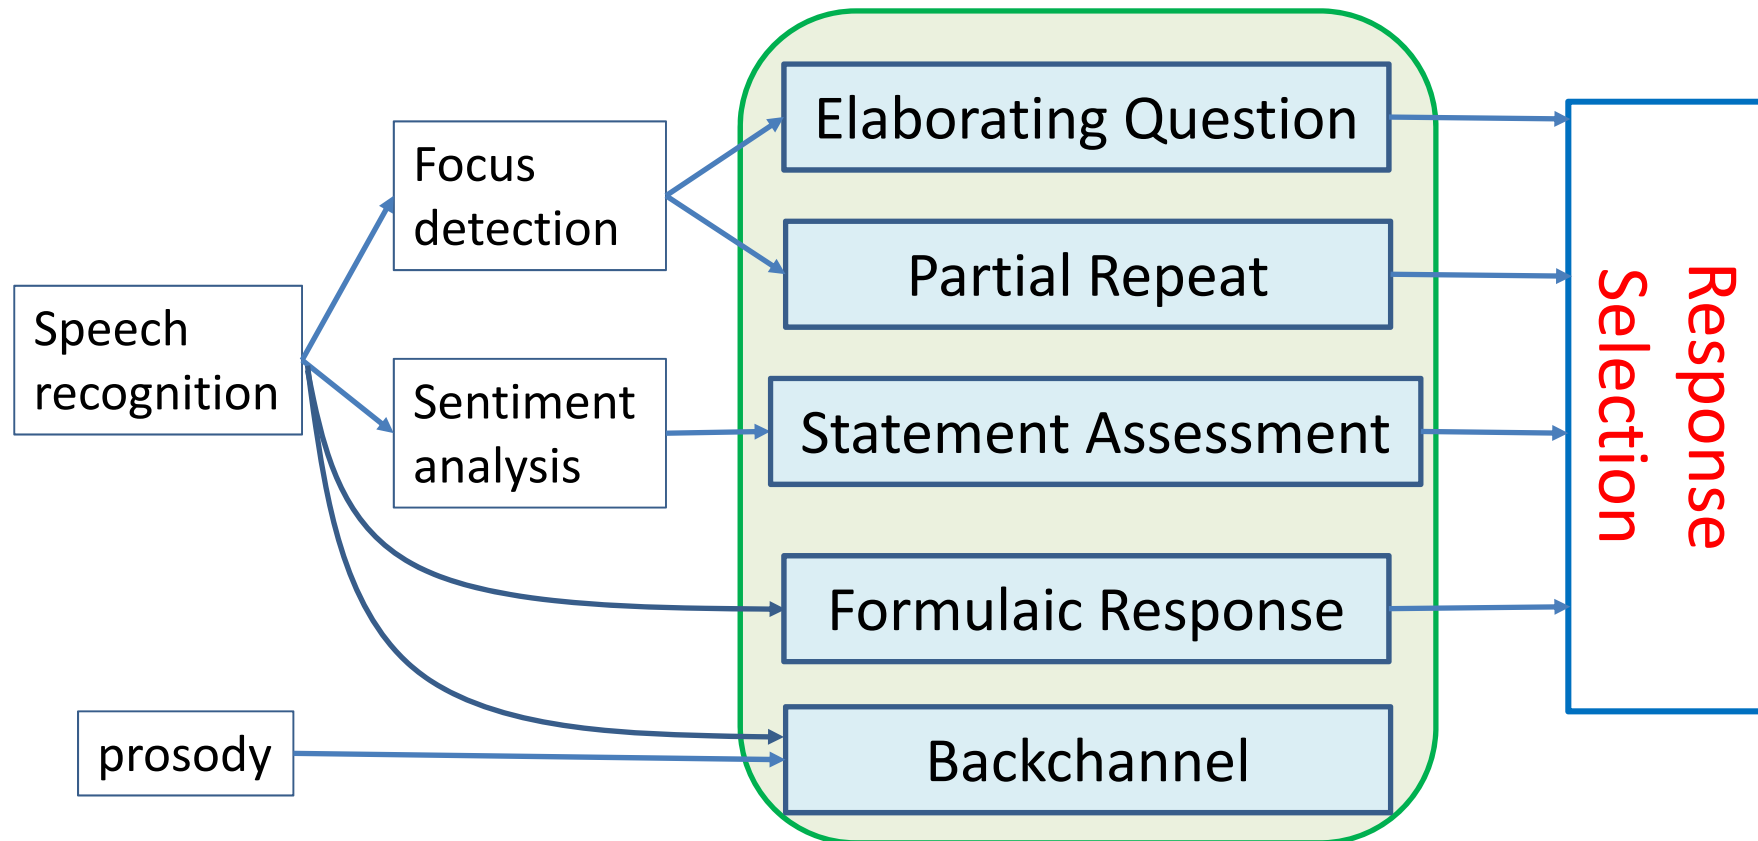 Speech
recognition
prosody
Focus
detection
Sentiment
analysis
Elaborating Question
Partial Repeat
Statement Assessment
Formulaic Response
Backchannel
Response
Selection